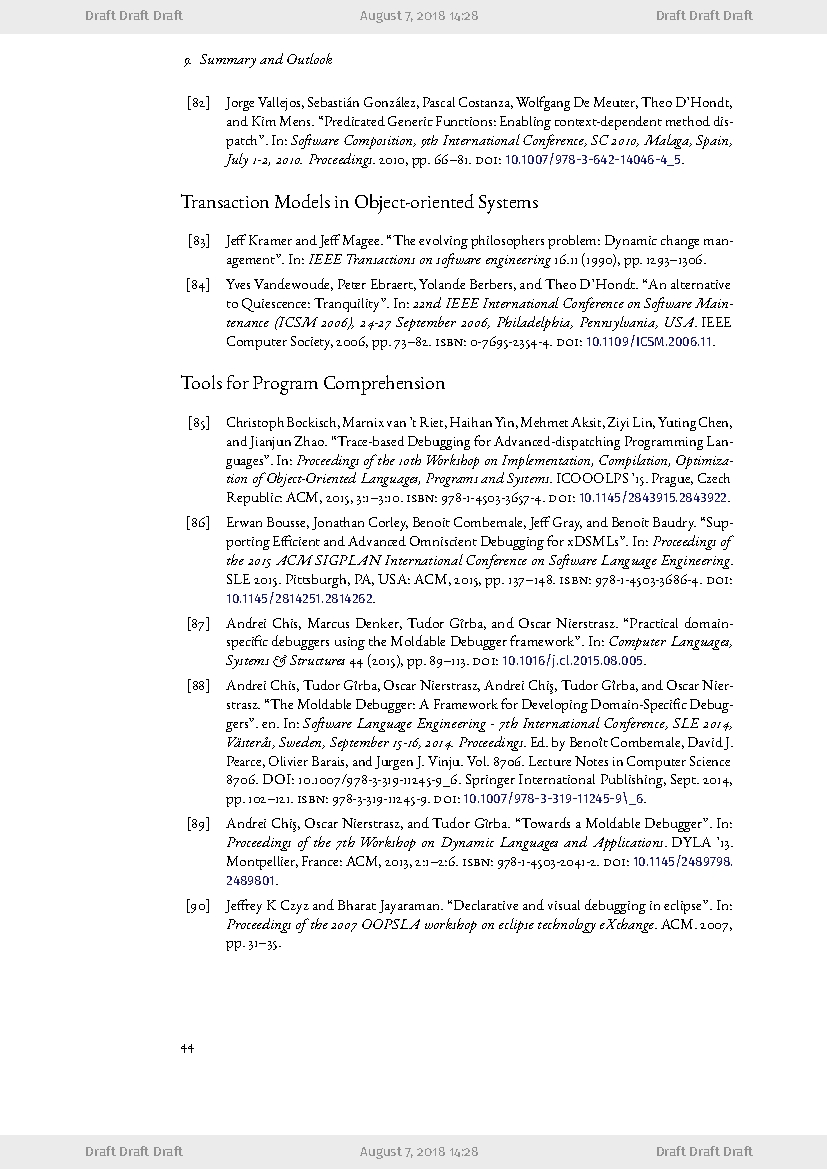 Draft Draft Draft August 7, 2018 14:28 Draft Draft Draft
9. Summary and Outlook
[82] Jorge Vallejos, Sebastián González, Pascal Costanza, Wolfgang De Meuter, Theo D’Hondt,
and Kim Mens. “Predicated Generic Functions: Enabling context-dependent method dis-
patch”. In: Software Composition, 9th International Conference, SC 2010, Malaga, Spain,
July 1-2, 2010. Proceedings. 2010, pp. 66–81. DOI: 10.1007/978-3-642-14046-4_5.
Transaction Models in Object-oriented Systems
[83] Jeff Kramer and Jeff Magee. “The evolving philosophers problem: Dynamic change man-
agement”. In: IEEE Transactions on software engineering 16.11 (1990), pp. 1293–1306.
[84] Yves Vandewoude, Peter Ebraert, Yolande Berbers, and Theo D’Hondt. “An alternative
to Quiescence: Tranquility”. In: 22nd IEEE International Conference on Software Main-
tenance (ICSM 2006), 24-27 September 2006, Philadelphia, Pennsylvania, USA. IEEE
Computer Society, 2006, pp. 73–82. ISBN: 0-7695-2354-4. DOI: 10.1109/ICSM.2006.11.
Tools for Program Comprehension
[85] Christoph Bockisch, Marnix van ’t Riet, Haihan Yin, Mehmet Aksit, Ziyi Lin, Yuting Chen,
and Jianjun Zhao. “Trace-based Debugging for Advanced-dispatching Programming Lan-
guages”. In: Proceedings of the 10th Workshop on Implementation, Compilation, Optimiza-
tion of Object-Oriented Languages, Programs and Systems. ICOOOLPS ’15. Prague, Czech
Republic: ACM, 2015, 3:1–3:10. ISBN: 978-1-4503-3657-4. DOI: 10.1145/2843915.2843922.
[86] Erwan Bousse, Jonathan Corley, Benoit Combemale, Jeff Gray, and Benoit Baudry. “Sup-
porting Efficient and Advanced Omniscient Debugging for xDSMLs”. In: Proceedings of
the 2015 ACM SIGPLAN International Conference on Software Language Engineering.
SLE 2015. Pittsburgh, PA, USA: ACM, 2015, pp. 137–148. ISBN: 978-1-4503-3686-4. DOI:
10.1145/2814251.2814262.
[87] Andrei Chis, Marcus Denker, Tudor Gîrba, and Oscar Nierstrasz. “Practical domain-
specific debuggers using the Moldable Debugger framework”. In: Computer Languages,
Systems & Structures 44 (2015), pp. 89–113. DOI: 10.1016/j.cl.2015.08.005.
[88] Andrei Chis, Tudor Gîrba, Oscar Nierstrasz, Andrei Chiş, Tudor Gîrba, and Oscar Nier-
strasz. “The Moldable Debugger: A Framework for Developing Domain-Specific Debug-
gers”. en. In: Software Language Engineering - 7th International Conference, SLE 2014,
Västerås, Sweden, September 15-16, 2014. Proceedings. Ed. by Benoît Combemale, David J.
Pearce, Olivier Barais, and Jurgen J. Vinju. Vol. 8706. Lecture Notes in Computer Science
8706. DOI: 10.1007/978-3-319-11245-9_6. Springer International Publishing, Sept. 2014,
pp. 102–121. ISBN: 978-3-319-11245-9. DOI: 10.1007/978-3-319-11245-9\_6.
[89] Andrei Chiş, Oscar Nierstrasz, and Tudor Gîrba. “Towards a Moldable Debugger”. In:
Proceedings of the 7th Workshop on Dynamic Languages and Applications. DYLA ’13.
Montpellier, France: ACM, 2013, 2:1–2:6. ISBN: 978-1-4503-2041-2. DOI: 10.1145/2489798.
2489801.
[90] Jeffrey K Czyz and Bharat Jayaraman. “Declarative and visual debugging in eclipse”. In:
Proceedings of the 2007 OOPSLA workshop on eclipse technology eXchange. ACM. 2007,
pp. 31–35.
44
Draft Draft Draft August 7, 2018 14:28 Draft Draft Draft